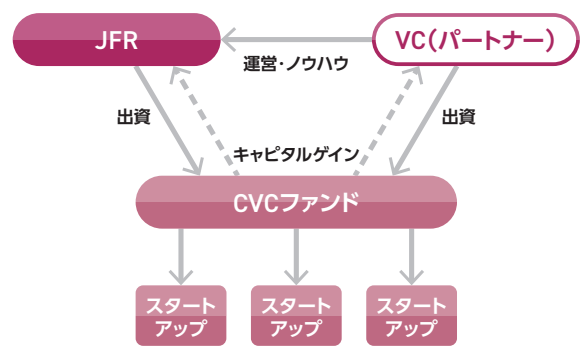 JFR
VC(パートナー)
運営・ノウハウ
出資
出資
キャピタルゲイン
CVCファンド
スタート
アップ
スタート
アップ
スタート
アップ